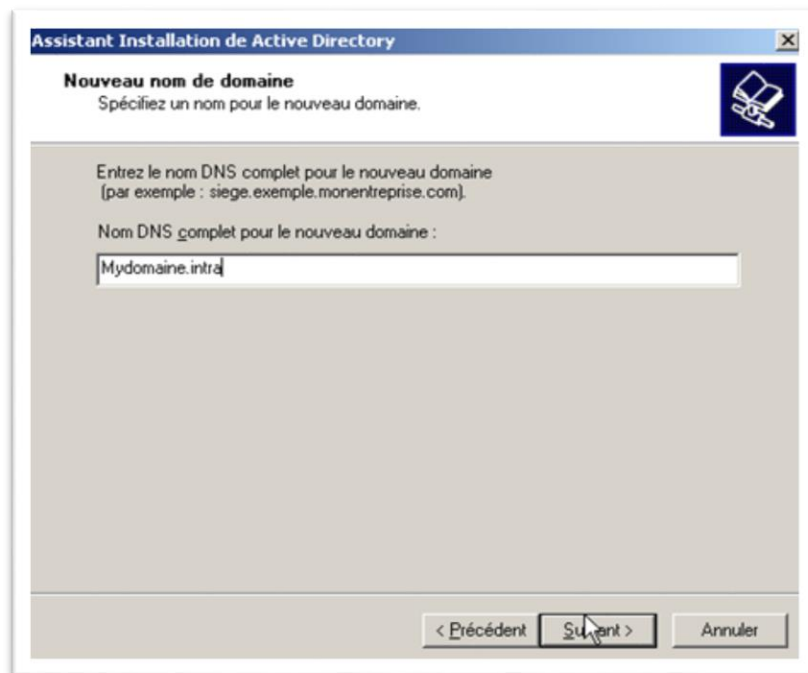 Assistant Installation de Active Directory
Nouveau nom de domaine
Spécifiez un nom pour le nouveau domaine.
Entrez le nom DNS complet pour le nouveau domaine
(par exemple : siege.exemple.monentreprise.com).
Nom DNS complet pour le nouveau domaine :
Mydomaine.intra
< Précédent Suivant > Annuler